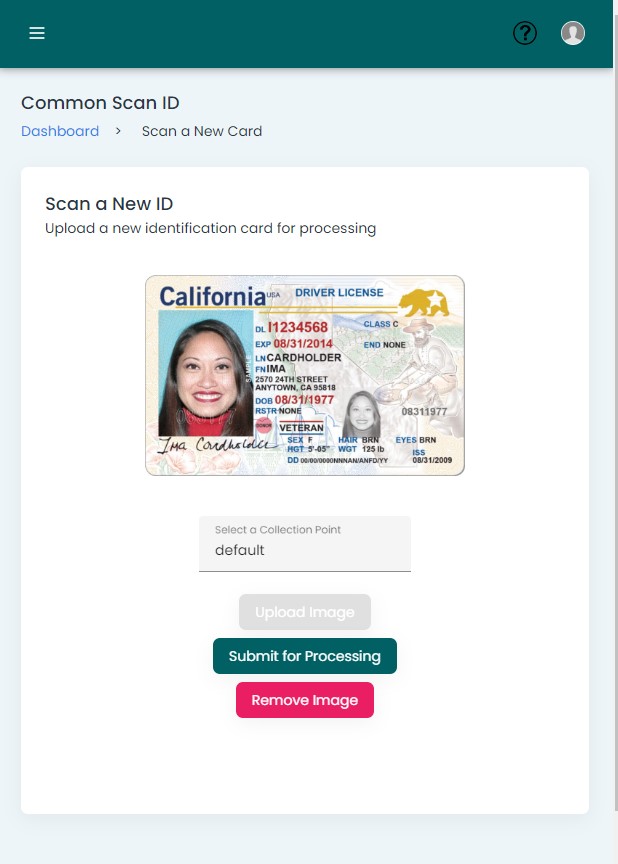 ?
Common Scan ID
Dashboard > Scan a New Card
Scan a New ID
Upload a new identification card for processing
California USA DRIVER LICENSE
DL I1234568 CLASS C
EXP 08/31/2014 END NONE
LN CARDHOLDER
FN IMA
2570 24TH STREET
ANYTOWN, CA 95818
DOB 08/31/1977
RSTR NONE 08311977
DONOR VETERAN
SEX F HAIR BRN EYES BRN
HGT 5'-05" WGT 125 lb ISS
DD 00/00/0000NNNAN/ANFD/YY 08/31/2009
Ima Cardholder
SAMPLE
Select a Collection Point
default
Upload Image
Submit for Processing
Remove Image